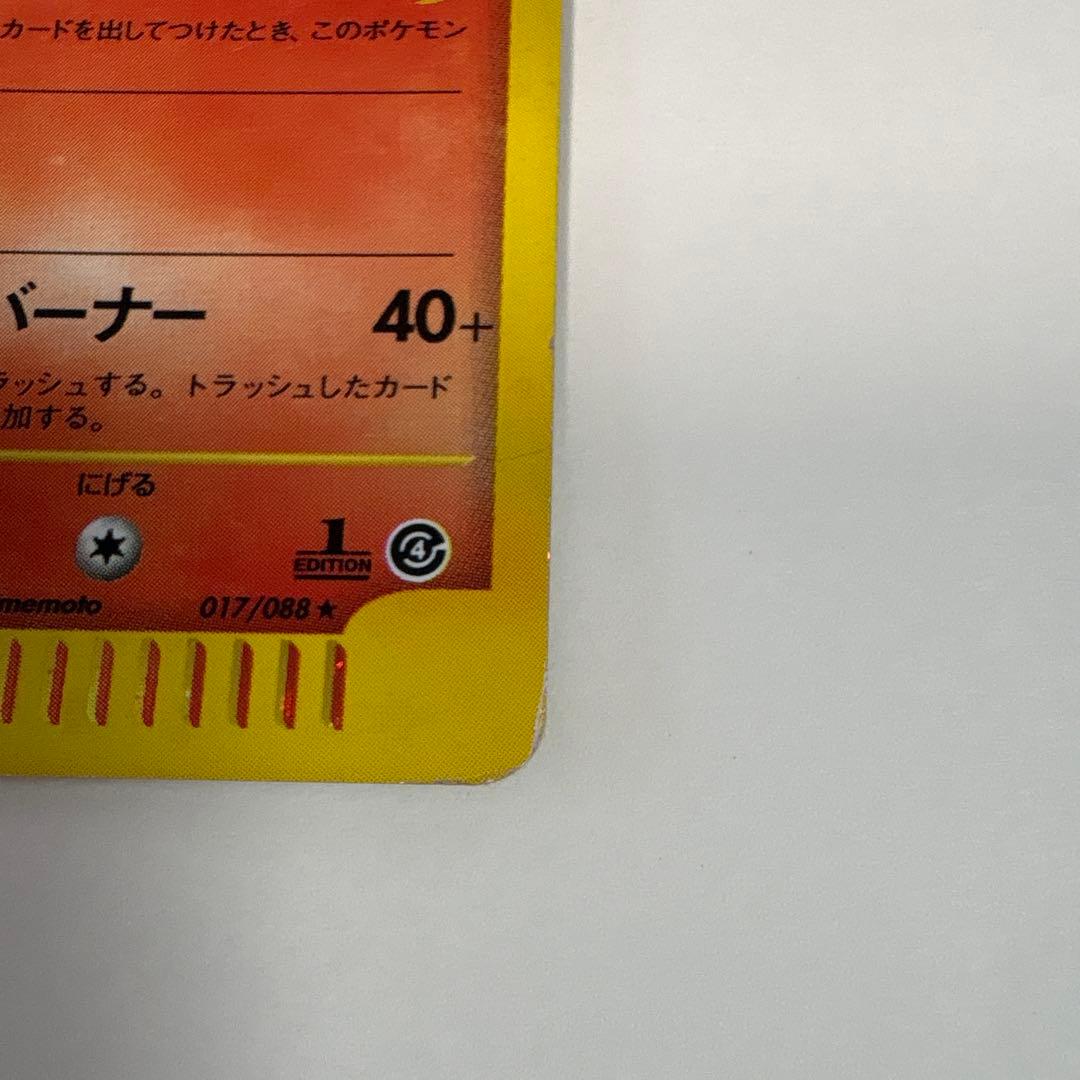 カードを出してつけたとき、このポケモン
バーナー 40+
ラッシュする。トラッシュしたカード
加する。
にげる
1
EDITION
4
memoto 017/088 ★